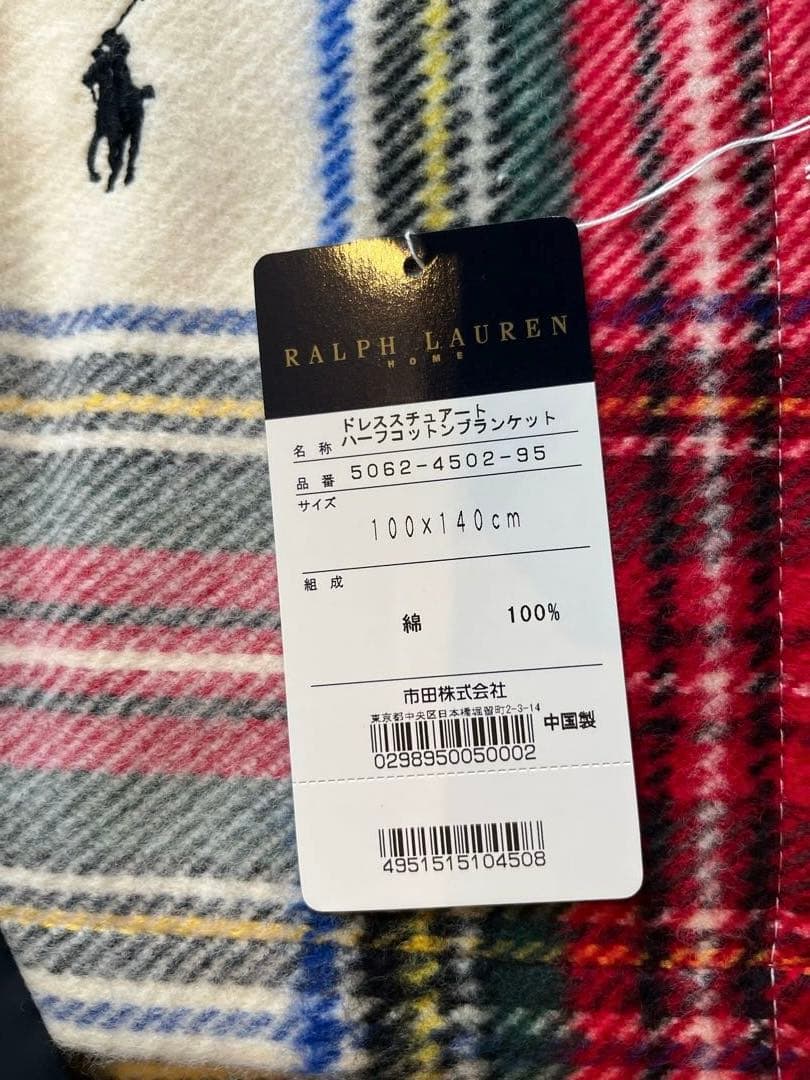 RALPH LAUREN
HOME
名 称 ドレススチュアート
ハーフコットンブランケット
品 番 5062-4502-95
サイズ
100x140cm
組 成
綿 100%
市田株式会社
東京都中央区日本橋堀留町2-3-14
中国製
0298950050002
4951515104508